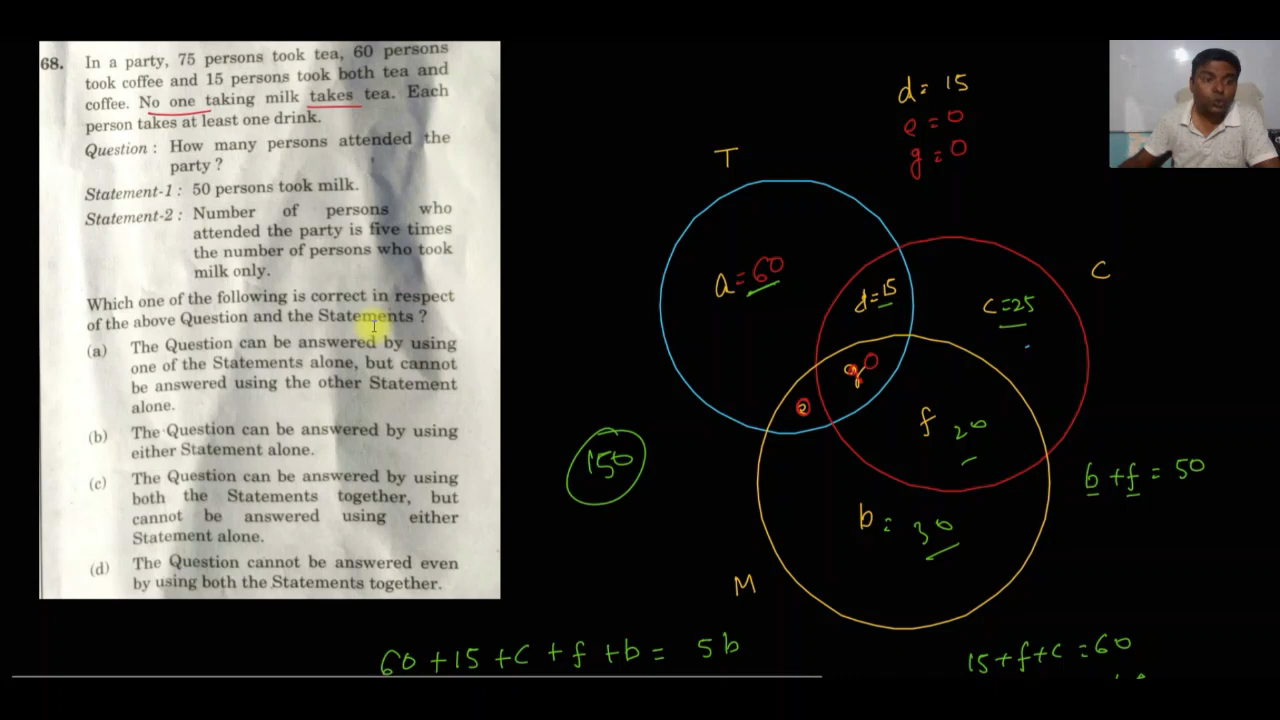 68. In a party, 75 persons took tea, 60 persons
took coffee and 15 persons took both tea and
coffee. No one taking milk takes tea. Each
person takes at least one drink.
Question : How many persons attended the
party ?
Statement-1 : 50 persons took milk.
Statement-2 : Number of persons who
attended the party is five times
the number of persons who took
milk only.
Which one of the following is correct in respect
of the above Question and the Statements ?
(a) The Question can be answered by using
one of the Statements alone, but cannot
be answered using the other Statement
alone.
(b) The Question can be answered by using
either Statement alone.
(c) The Question can be answered by using
both the Statements together, but
cannot be answered using either
Statement alone.
(d) The Question cannot be answered even
by using both the Statements together.
d = 15
e = 0
g = 0
T
C
a = 60
d = 15
c = 25
g 0
e
f 20
b = 30
M
150
b + f = 50
60 + 15 + c + f + b = 5b
15 + f + c = 60